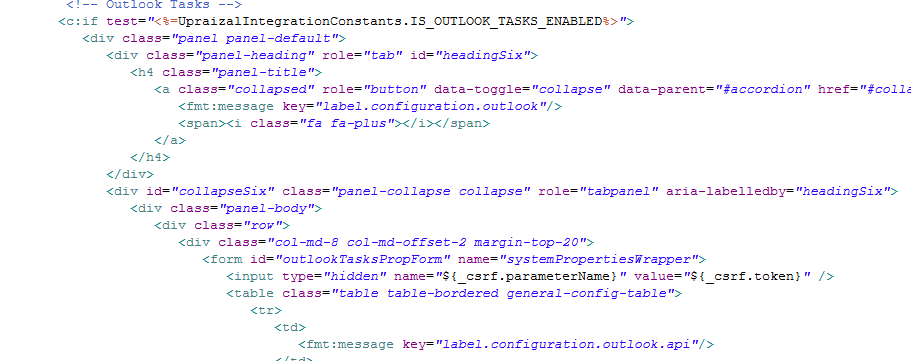 <!-- Outlook Tasks -->
<c:if test="<%=UpraizalIntegrationConstants.IS_OUTLOOK_TASKS_ENABLED%>">
<div class="panel panel-default">
<div class="panel-heading" role="tab" id="headingSix">
<h4 class="panel-title">
<a class="collapsed" role="button" data-toggle="collapse" data-parent="#accordion" href="#colla
<fmt:message key="label.configuration.outlook"/>
<span><i class="fa fa-plus"></i></span>
</a>
</h4>
</div>
<div id="collapseSix" class="panel-collapse collapse" role="tabpanel" aria-labelledby="headingSix">
<div class="panel-body">
<div class="row">
<div class="col-md-8 col-md-offset-2 margin-top-20">
<form id="outlookTasksPropForm" name="systemPropertiesWrapper">
<input type="hidden" name="${_csrf.parameterName}" value="${_csrf.token}" />
<table class="table table-bordered general-config-table">
<tr>
<td>
<fmt:message key="label.configuration.outlook.api"/>
</td>